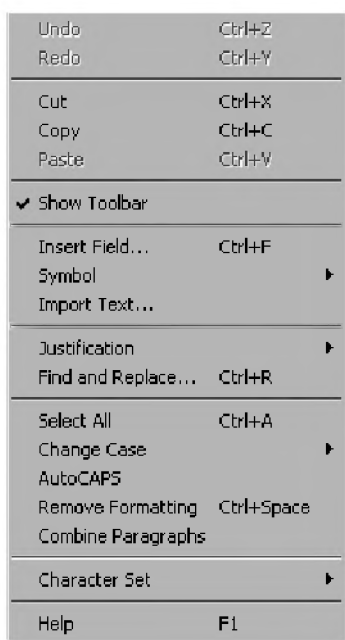 Undo Ctrl+Z
Redo Ctrl+Y
Cut Ctrl+X
Copy Ctrl+C
Paste Ctrl+V
Show Toolbar
Insert Field... Ctrl+F
Symbol
Import Text...
Justification
Find and Replace... Ctrl+R
Select All Ctrl+A
Change Case
AutoCAPS
Remove Formatting Ctrl+Space
Combine Paragraphs
Character Set
Help F1